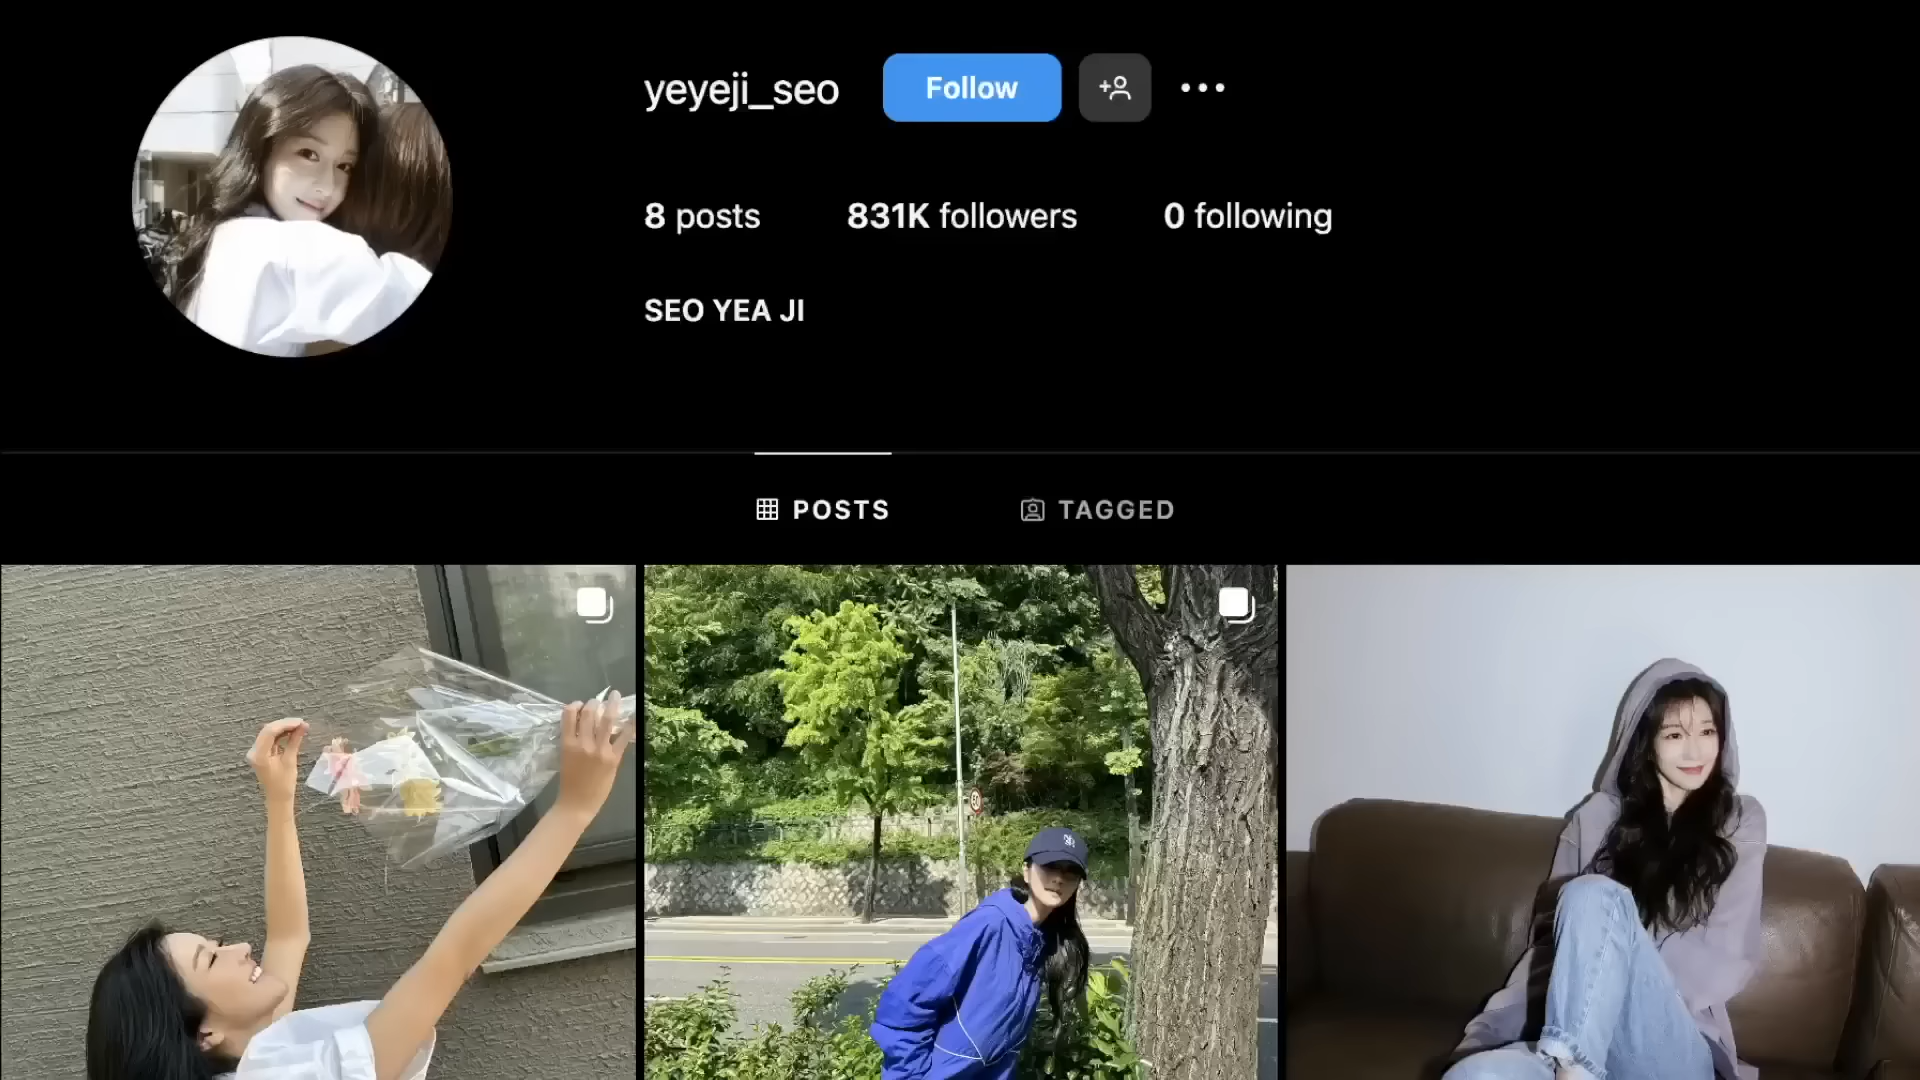 yeyeji_seo Follow
8 posts 831K followers 0 following
SEO YEA JI
POSTS TAGGED